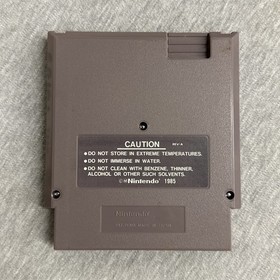 CAUTION REV-A
• DO NOT STORE IN EXTREME TEMPERATURES.
• DO NOT IMMERSE IN WATER.
• DO NOT CLEAN WITH BENZENE, THINNER,
ALCOHOL OR OTHER SUCH SOLVENTS.
©Nintendo® 1985
Nintendo